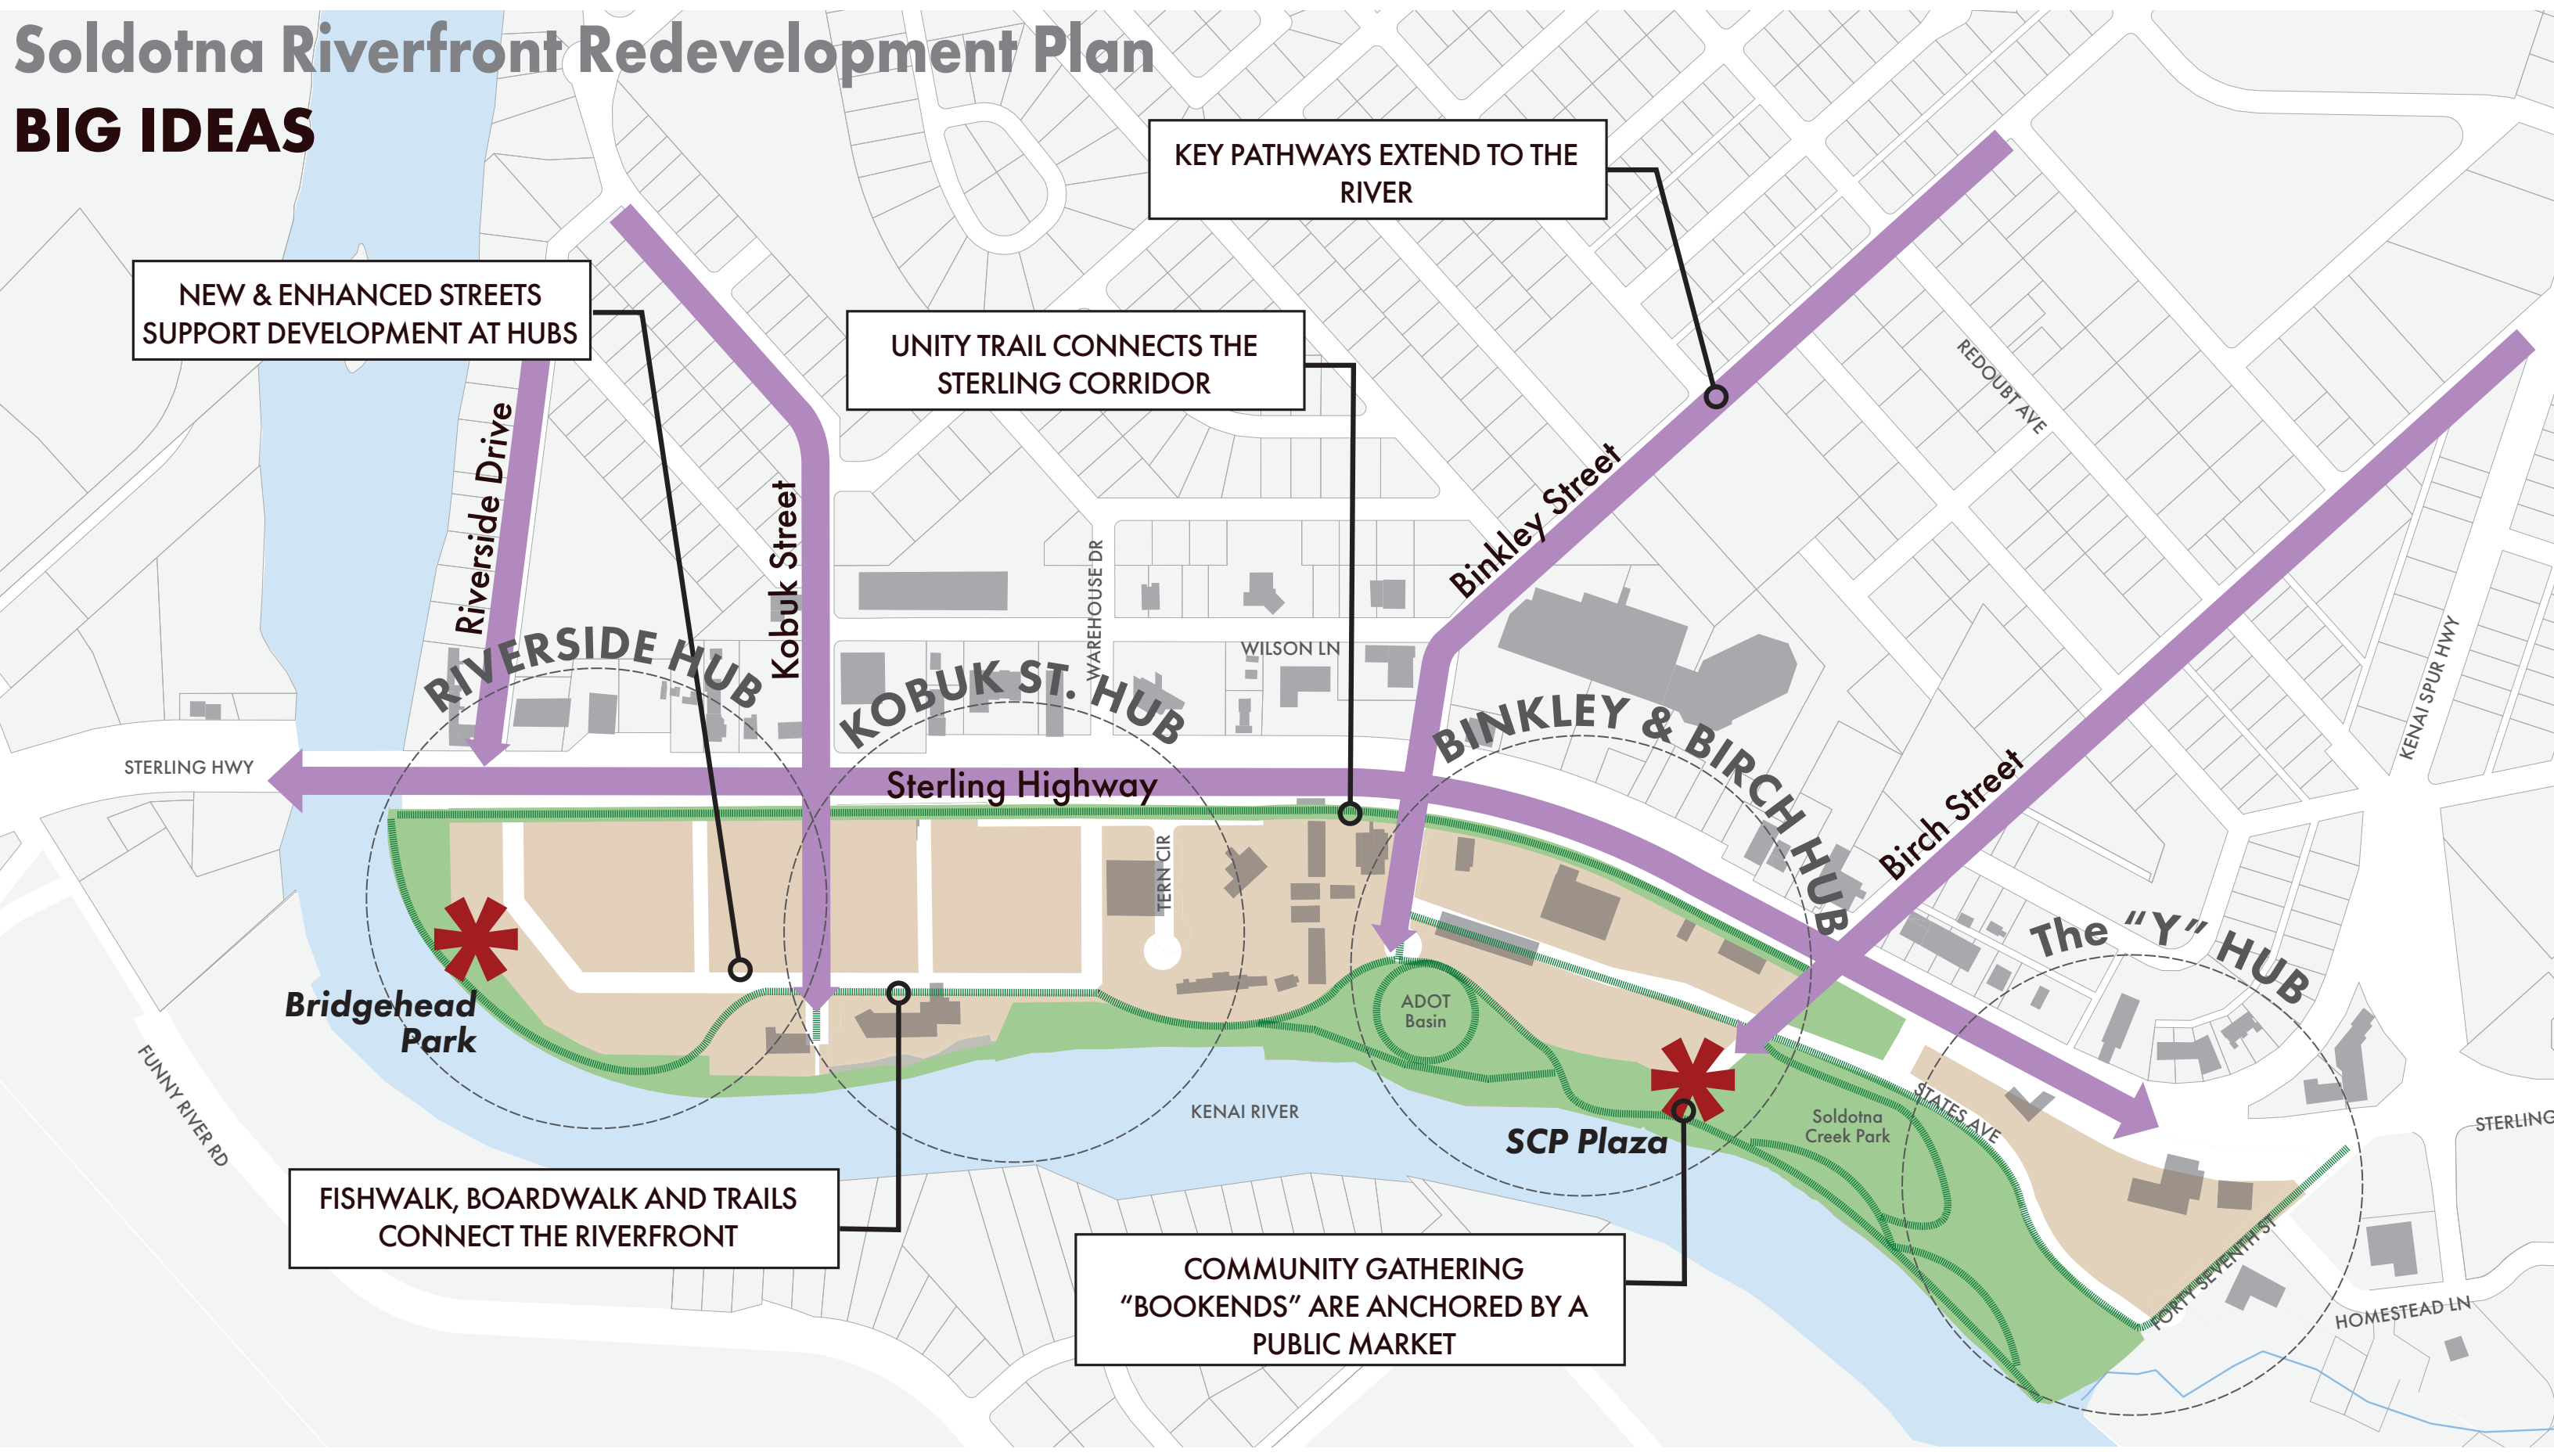 Soldotna Riverfront Redevelopment Plan
BIG IDEAS
KEY PATHWAYS EXTEND TO THE
RIVER
NEW & ENHANCED STREETS
SUPPORT DEVELOPMENT AT HUBS
UNITY TRAIL CONNECTS THE
STERLING CORRIDOR
REDOUBT AVE
Riverside Drive
Kobuk Street
Binkley Street
WAREHOUSE DR
WILSON LN
KENAI SPUR HWY
RIVERSIDE HUB
KOBUK ST. HUB
BINKLEY & BIRCH HUB
Birch Street
STERLING HWY
Sterling Highway
TERN CIR
The “Y” HUB
Bridgehead
Park
ADOT
Basin
FUNNY RIVER RD
KENAI RIVER
SCP Plaza
Soldotna
Creek Park
STATES AVE
STERLING
FISHWALK, BOARDWALK AND TRAILS
CONNECT THE RIVERFRONT
COMMUNITY GATHERING
“BOOKENDS” ARE ANCHORED BY A
PUBLIC MARKET
FORTY SEVENTH ST
HOMESTEAD LN